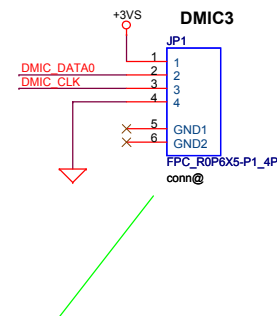 +3VS
DMIC3
JP1
1 1
DMIC_DATA0 2 2
DMIC_CLK 3 3
4 4
5 GND1
6 GND2
FPC_R0P6X5-P1_4P
conn@